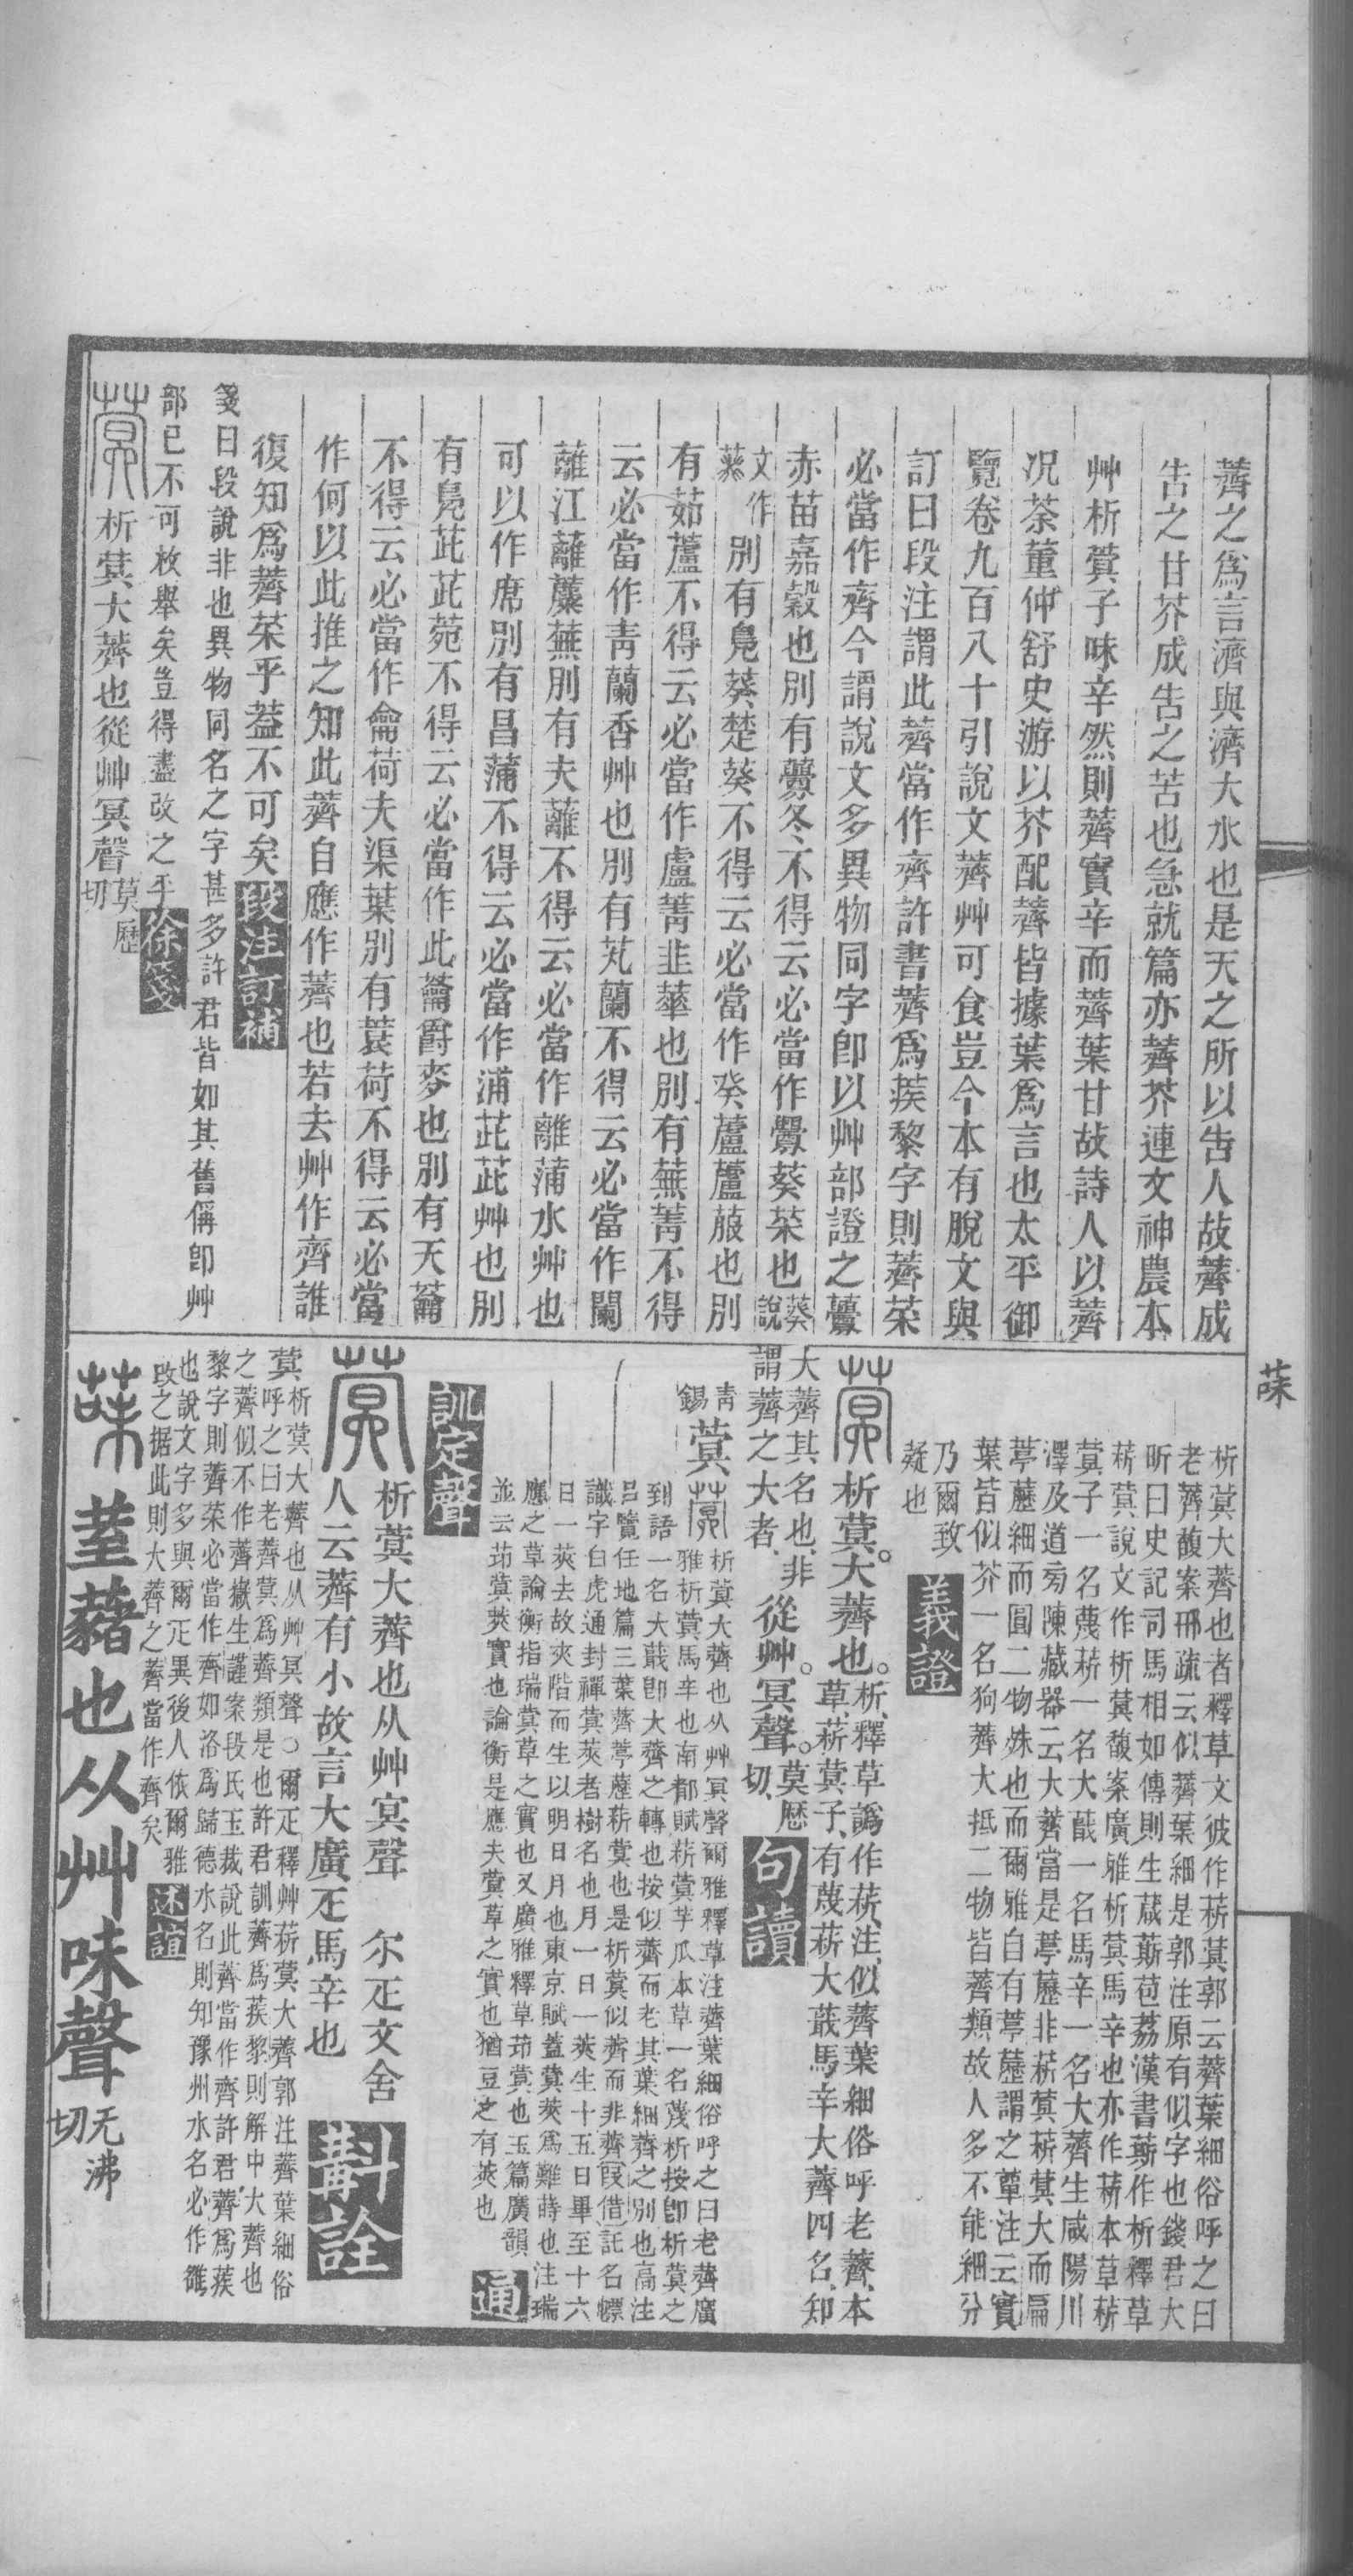 薺之爲言濟與濟大水也是天之所以告人故薺成
告之甘芥成告之苦也急就篇亦薺芥連文神農本
艸析蓂子味辛然則薺實辛而薺葉甘故詩人以薺
况荼董仲舒史游以芥配薺皆據葉爲言也太平御
覽卷九百八十引說文薺艸可食豈今本有脫文與
訂曰段注謂此薺當作齊許書薺爲蒺黎字則薺菜
必當作齊今謂說文多異物同字卽以艸部證之虋
赤苗嘉穀也別有虋冬不得云必當作釁葵菜也葵說
文作䔫別有鳧葵楚葵不得云必當作癸蘆蘆菔也別
有茹蘆不得云必當作盧菁韭華也別有蕪菁不得
云必當作青蘭香艸也別有芄蘭不得云必當作闌
蘺江蘺蘪蕪別有夫蘺不得云必當作離蒲水艸也
可以作席別有昌蒲不得云必當作浦茈茈艸也別
有鳧茈茈菀不得云必當作此蘥爵麥也別有天蘥
不得云必當作龠荷夫渠葉別有蓑荷不得云必當
作何以此推之知此薺自應作薺也若去艸作齊誰
復知爲薺菜乎葢不可矣段注訂補
箋曰段說非也異物同名之字甚多許君皆如其舊偁卽艸
部已不可枚舉矣豈得盡改之乎徐箋
蓂析蓂大薺也從艸冥聲莫歷切
菋
析蓂大薺也者釋草文彼作菥蓂郭云薺葉細俗呼之曰
老薺馥案邢疏云似薺葉細是郭注原有似字也錢君大
昕曰史記司馬相如傳則生葴蘄苞荔漢書蘄作析釋草
菥蓂說文作析蓂馥案廣雅析蓂馬辛也亦作菥本草菥
蓂子一名蔑菥一名大蕺一名馬辛一名大薺生咸陽川
澤及道旁陳藏器云大薺當是葶藶非菥蓂菥蓂大而扁
葶藶細而圓二物殊也而爾雅自有葶藶謂之蕇注云實
葉皆似芥一名狗薺大抵二物皆薺類故人多不能細分
乃爾致疑也義證
蓂析蓂大薺也析釋草譌作菥注似薺葉細俗呼老薺本
草菥蓂子有蔑菥大蕺馬辛大薺四名知
大薺其名也非謂薺之大者從艸冥聲莫歷切句讀
青錫蓂
蓂析蓂大薺也从艸冥聲爾雅釋草注薺葉細俗呼之曰老薺廣
雅析蓂馬辛也南都賦菥蓂芋瓜本草一名蔑析按卽析蓂之
到語一名大蕺卽大薺之轉也按似薺而老其葉細薺之別也高注
呂覽任地篇三葉薺葶藶菥蓂也是析蓂似薺而非薺叚借託名幖
識字白虎通封禪蓂莢者樹名也月一日一莢生十五日畢至十六
日一莢去故夾階而生以明日月也東京賦蓋蓂莢爲難蒔也注瑞
應之草論衡指瑞蓂草之實也又廣雅釋草茆蓂也玉篇廣韻
並云茆蓂莢實也論衡是應夫蓂草之實也猶豆之有莢也通
訓定聲
蓂析蓂大薺也从艸冥聲尒疋文舍
人云薺有小故言大廣疋馬辛也斠詮
蓂析蓂大薺也从艸冥聲○爾疋釋艸菥蓂大薺郭注薺葉細俗
呼之曰老薺蓂爲薺類是也許君訓薺爲蒺黎則解中大薺也
之薺似不作薺嶽生謹案段氏玉裁說此薺當作齊許君薺爲蒺
黎字則薺菜必當作齊如洛爲歸德水名則知豫州水名必作雒
也說文字多與爾疋異後人依爾雅
改之据此則大薺之薺當作齊矣述誼
菋荎藸也从艸味聲无沸切